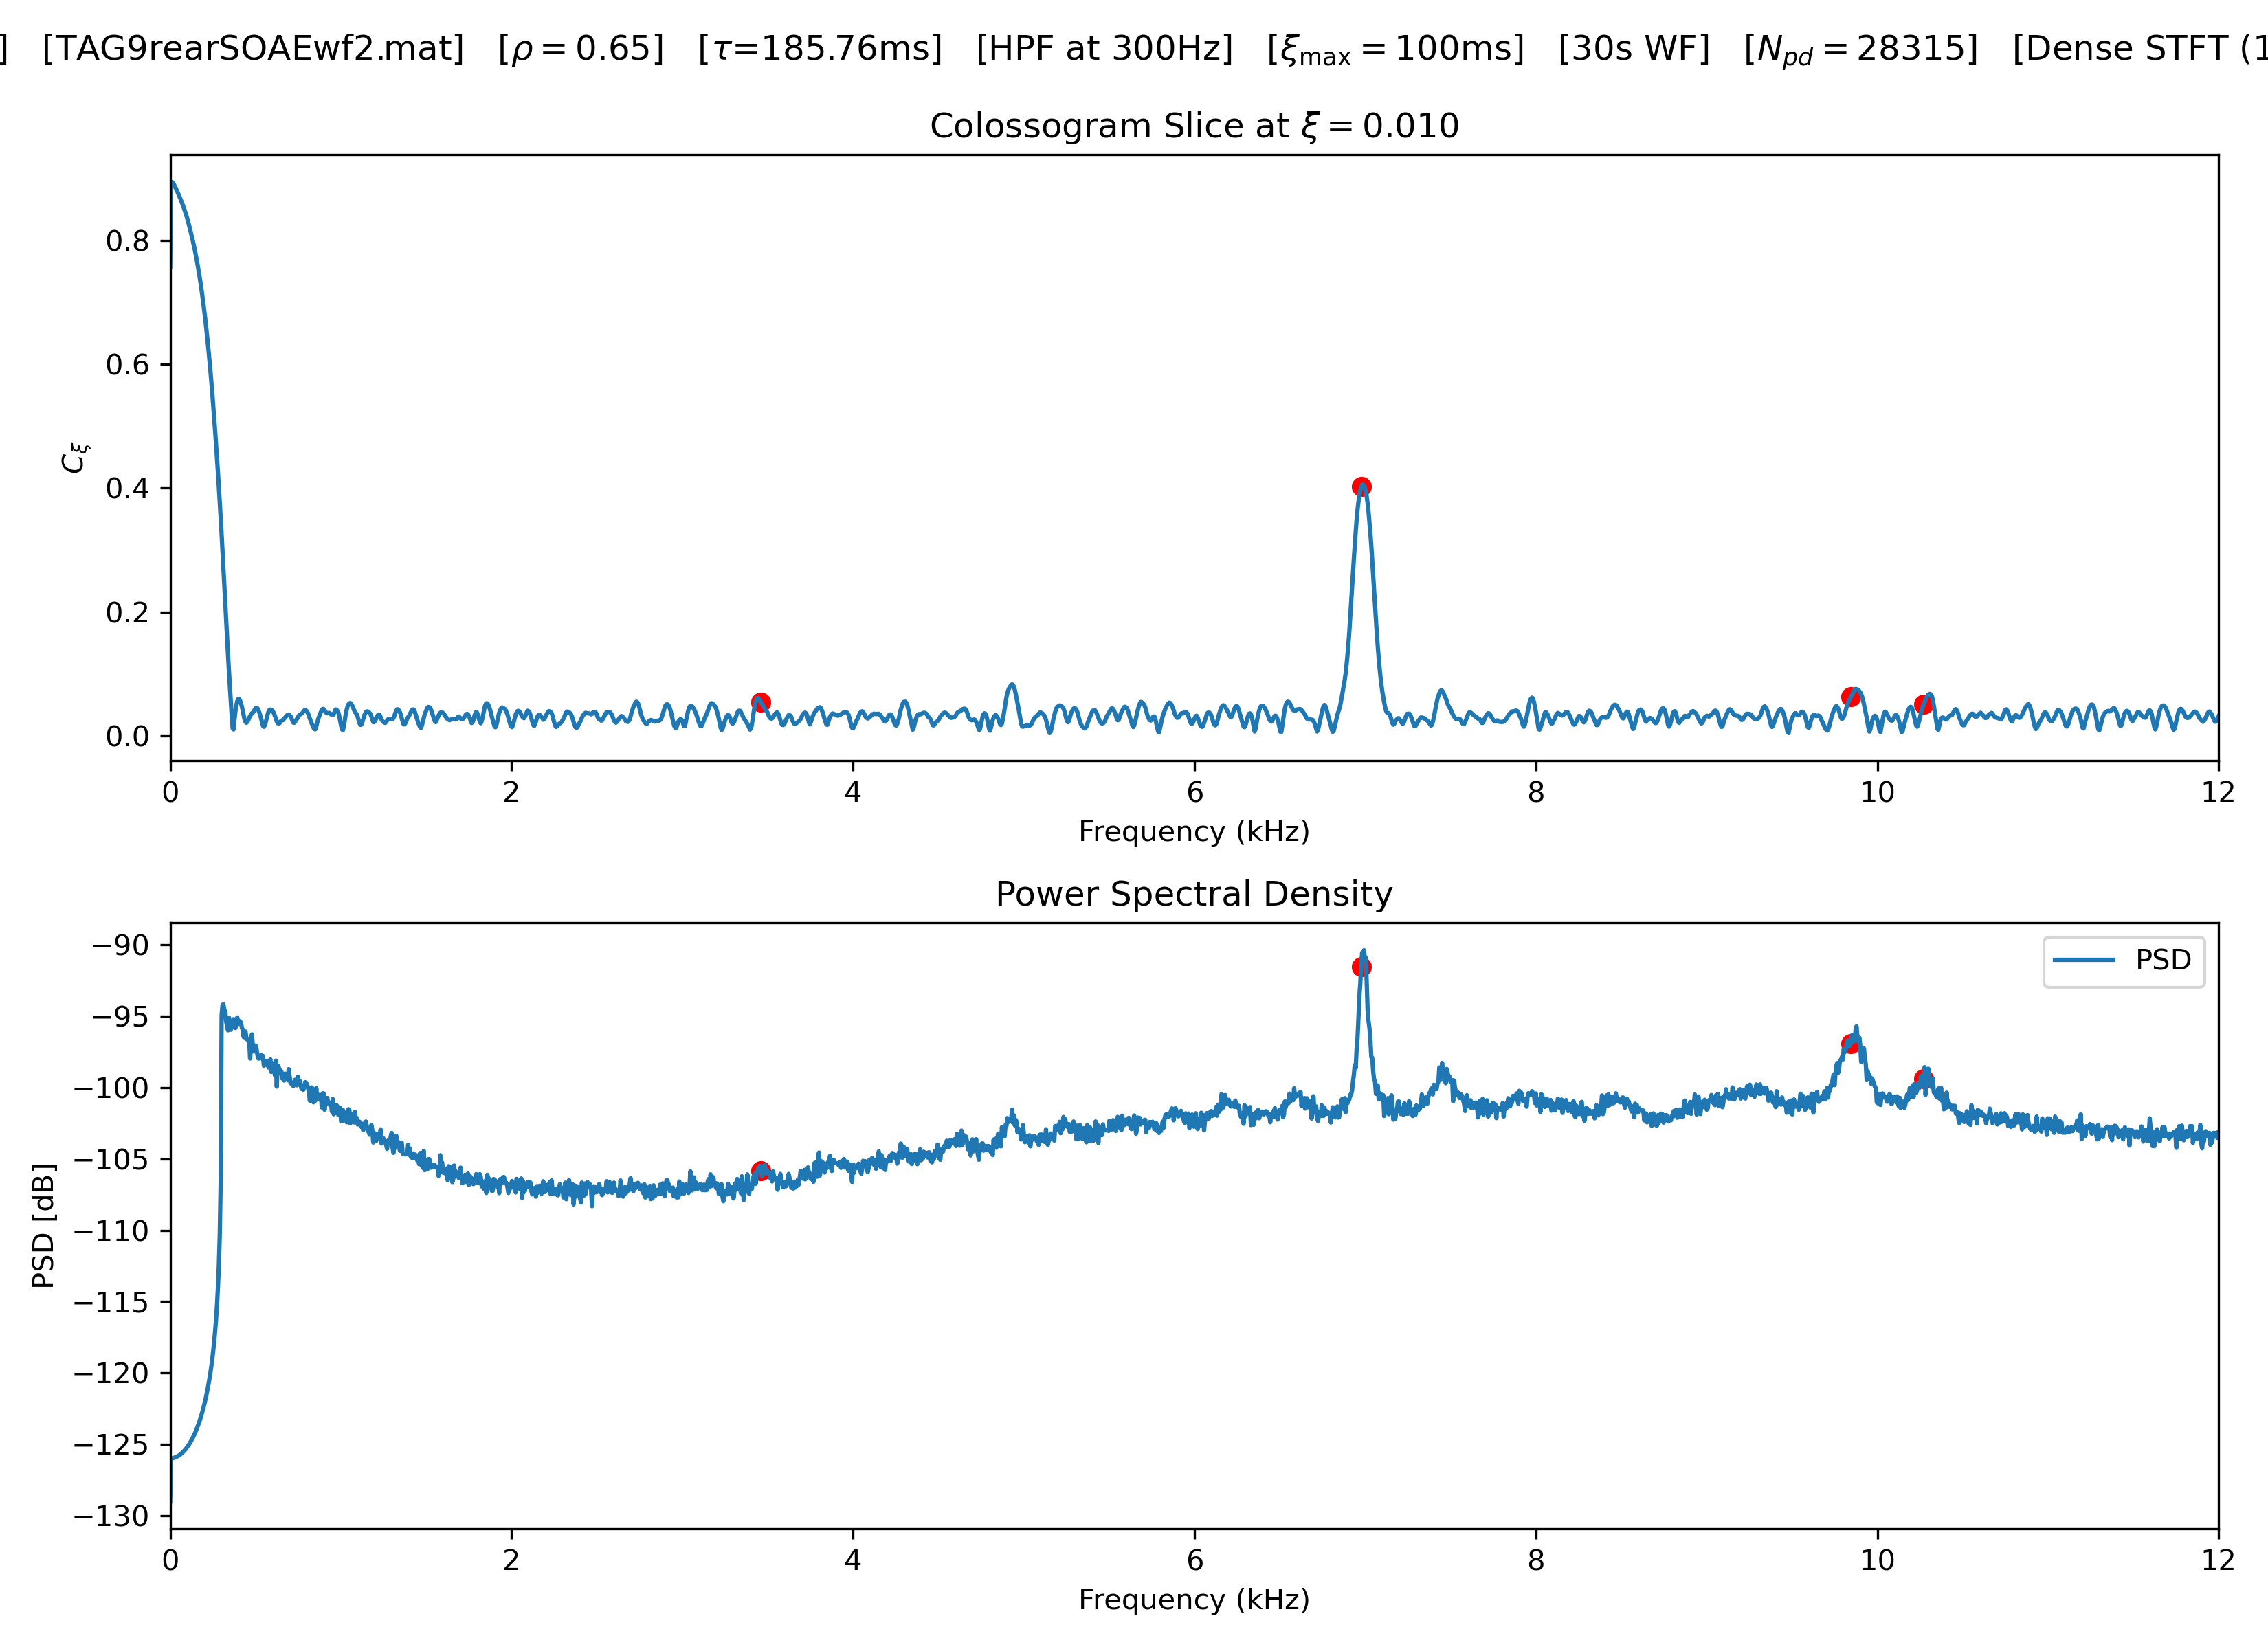 ] [TAG9rearSOAEwf2.mat] [ρ = 0.65] [τ=185.76ms] [HPF at 300Hz] [ξmax = 100ms] [30s WF] [Npd = 28315] [Dense STFT (1
Colossogram Slice at ξ = 0.010
0.8
0.6
0.4
0.2
0.0
Cξ
0 2 4 6 8 10 12
Frequency (kHz)
Power Spectral Density
−90
−95
−100
−105
−110
−115
−120
−125
−130
PSD [dB]
PSD
0 2 4 6 8 10 12
Frequency (kHz)